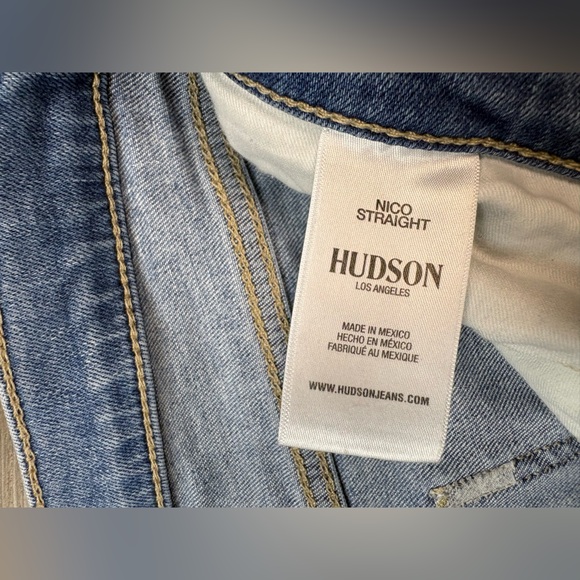 NICO
STRAIGHT
HUDSON
LOS ANGELES
MADE IN MEXICO
HECHO EN MÉXICO
FABRIQUÉ AU MEXIQUE
WWW.HUDSONJEANS.COM